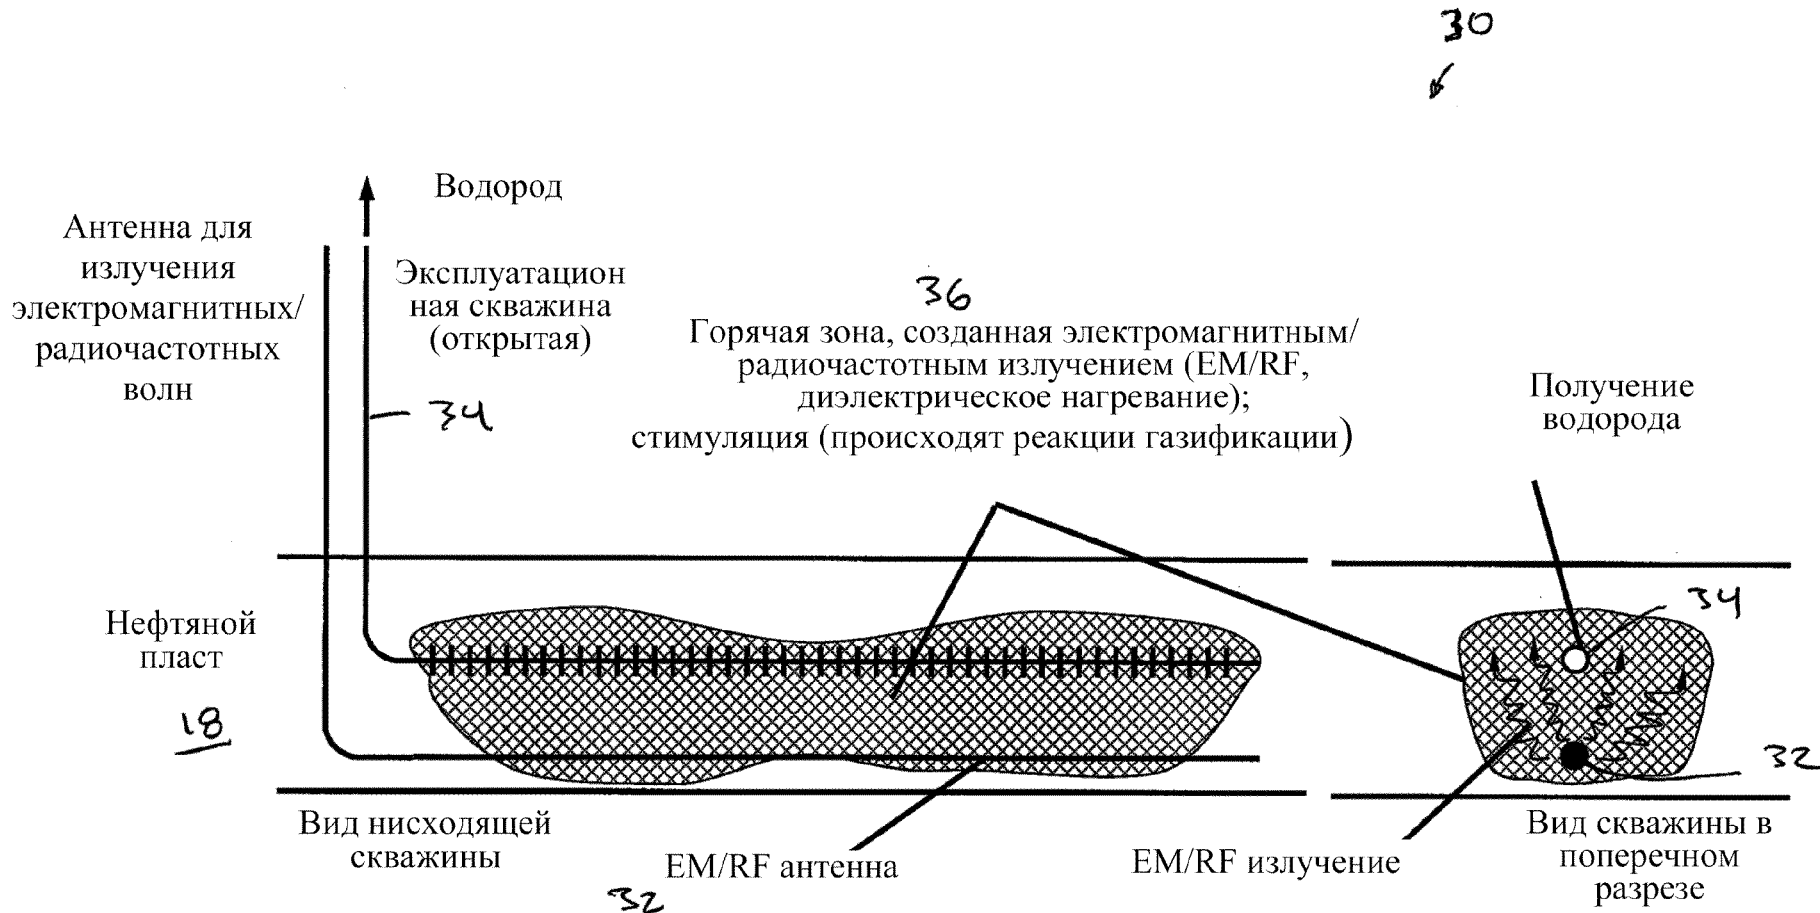 30
Водород
Антенна для
излучения
электромагнитных/
радиочастотных
волн
Эксплуатацион
ная скважина
(открытая)
34
36
Горячая зона, созданная электромагнитным/
радиочастотным излучением (EM/RF,
диэлектрическое нагревание);
стимуляция (происходят реакции газификации)
Получение
водорода
Нефтяной
пласт
18
34
32
Вид нисходящей
скважины
EM/RF антенна
32
EM/RF излучение
Вид скважины в
поперечном
разрезе